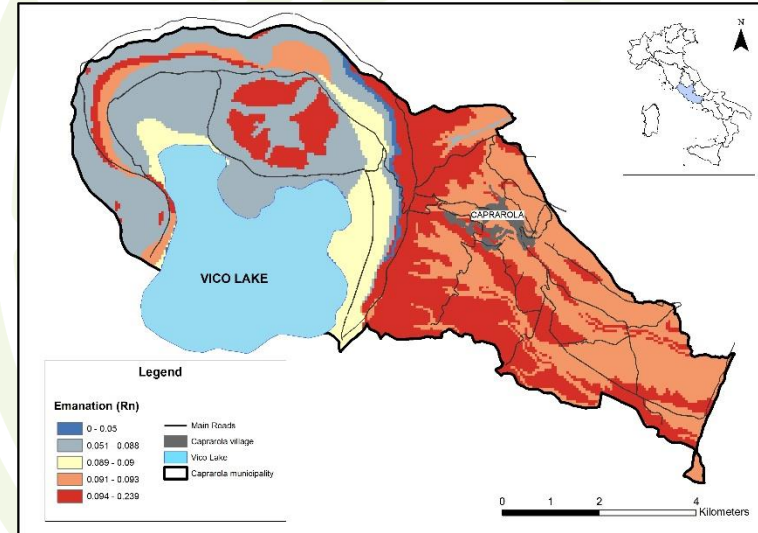 N
CAPRAROLA
VICO LAKE
Legend
Emanation (Rn)
0 - 0.05
0.051 - 0.088
0.089 - 0.09
0.091 - 0.093
0.094 - 0.239
Main Roads
Caprarola village
Vico Lake
Caprarola municipality
0 1 2 4
Kilometers